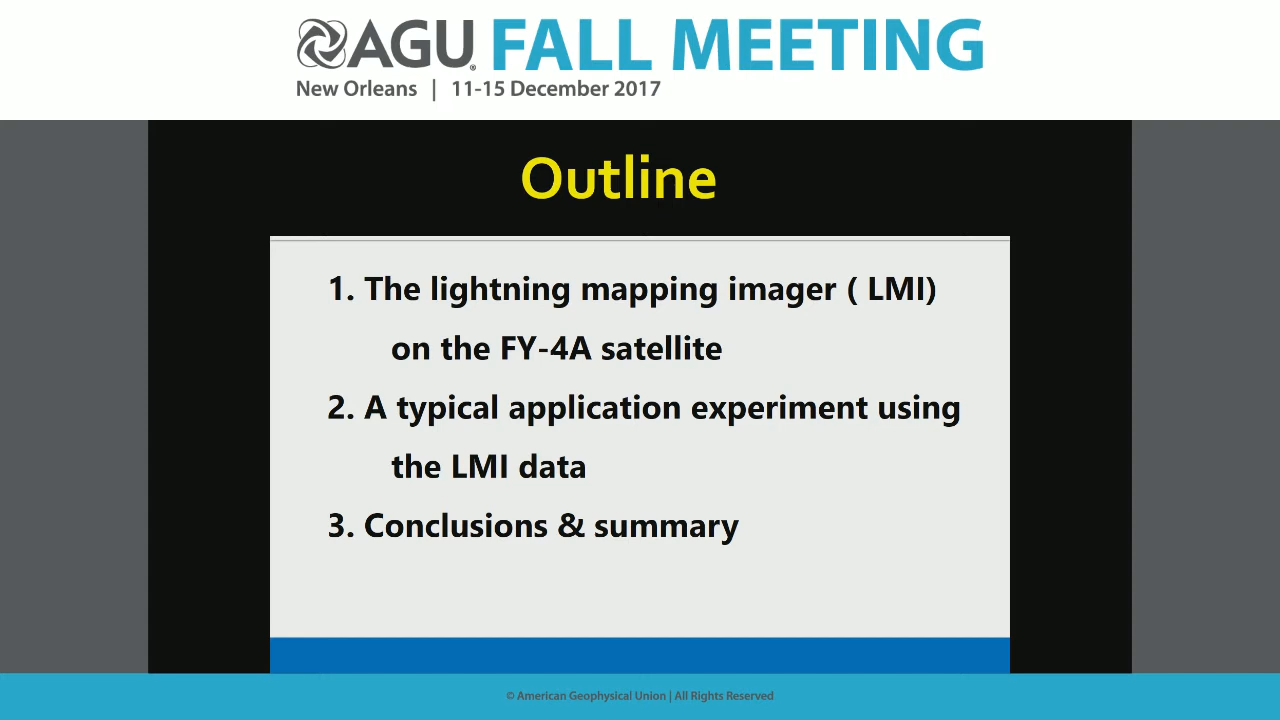 AGU FALL MEETING
New Orleans | 11-15 December 2017
Outline
1. The lightning mapping imager ( LMI)
on the FY-4A satellite
2. A typical application experiment using
the LMI data
3. Conclusions & summary
© American Geophysical Union | All Rights Reserved